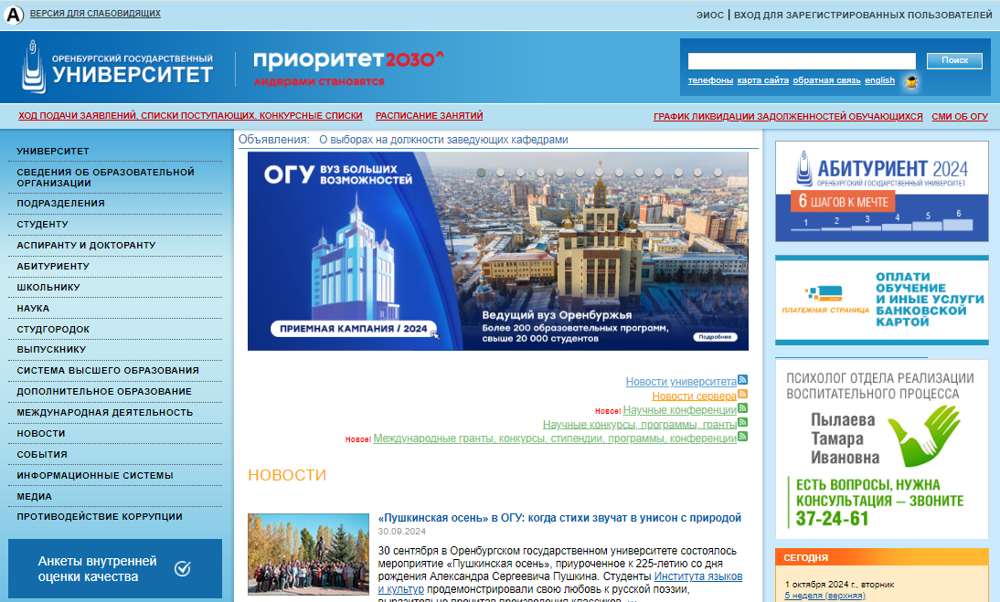 A ВЕРСИЯ ДЛЯ СЛАБОВИДЯЩИХ
ЭИОС | ВХОД ДЛЯ ЗАРЕГИСТРИРОВАННЫХ ПОЛЬЗОВАТЕЛЕЙ
ОРЕНБУРГСКИЙ ГОСУДАРСТВЕННЫЙ
УНИВЕРСИТЕТ
приоритет2030^
лидерами становятся
Поиск
телефоны карта сайта обратная связь english
ХОД ПОДАЧИ ЗАЯВЛЕНИЙ, СПИСКИ ПОСТУПАЮЩИХ, КОНКУРСНЫЕ СПИСКИ РАСПИСАНИЕ ЗАНЯТИЙ
ГРАФИК ЛИКВИДАЦИИ ЗАДОЛЖЕННОСТЕЙ ОБУЧАЮЩИХСЯ СМИ ОБ ОГУ
УНИВЕРСИТЕТ
СВЕДЕНИЯ ОБ ОБРАЗОВАТЕЛЬНОЙ
ОРГАНИЗАЦИИ
ПОДРАЗДЕЛЕНИЯ
СТУДЕНТУ
АСПИРАНТУ И ДОКТОРАНТУ
АБИТУРИЕНТУ
ШКОЛЬНИКУ
НАУКА
СТУДГОРОДОК
ВЫПУСКНИКУ
СИСТЕМА ВЫСШЕГО ОБРАЗОВАНИЯ
ДОПОЛНИТЕЛЬНОЕ ОБРАЗОВАНИЕ
МЕЖДУНАРОДНАЯ ДЕЯТЕЛЬНОСТЬ
НОВОСТИ
СОБЫТИЯ
ИНФОРМАЦИОННЫЕ СИСТЕМЫ
МЕДИА
ПРОТИВОДЕЙСТВИЕ КОРРУПЦИИ
Анкеты внутренней
оценки качества
Объявления: О выборах на должности заведующих кафедрами
ОГУ ВУЗ БОЛЬШИХ
ВОЗМОЖНОСТЕЙ
ПРИЕМНАЯ КАМПАНИЯ / 2024
Ведущий вуз Оренбуржья
Более 200 образовательных программ,
свыше 20 000 студентов
Подробнее
Новости университета
Новости сервера
Новое! Научные конференции
Научные конкурсы, программы, гранты
Новое! Международные гранты, конкурсы, стипендии, программы, конференции
НОВОСТИ
«Пушкинская осень» в ОГУ: когда стихи звучат в унисон с природой
30.09.2024
30 сентября в Оренбургском государственном университете состоялось
мероприятие «Пушкинская осень», приуроченное к 225-летию со дня
рождения Александра Сергеевича Пушкина. Студенты Института языков
и культур продемонстрировали свою любовь к русской поэзии,
выразительно прочитав произведения классиков. ...
АБИТУРИЕНТ 2024
ОРЕНБУРГСКИЙ ГОСУДАРСТВЕННЫЙ УНИВЕРСИТЕТ
6 ШАГОВ К МЕЧТЕ
1 2 3 4 5 6
ПЛАТЕЖНАЯ СТРАНИЦА
ОПЛАТИ
ОБУЧЕНИЕ
И ИНЫЕ УСЛУГИ
БАНКОВСКОЙ
КАРТОЙ
ПСИХОЛОГ ОТДЕЛА РЕАЛИЗАЦИИ
ВОСПИТАТЕЛЬНОГО ПРОЦЕССА
Пылаева
Тамара
Ивановна
ЕСТЬ ВОПРОСЫ, НУЖНА
КОНСУЛЬТАЦИЯ – ЗВОНИТЕ
37-24-61
СЕГОДНЯ
1 октября 2024 г., вторник
5 неделя (верхняя)